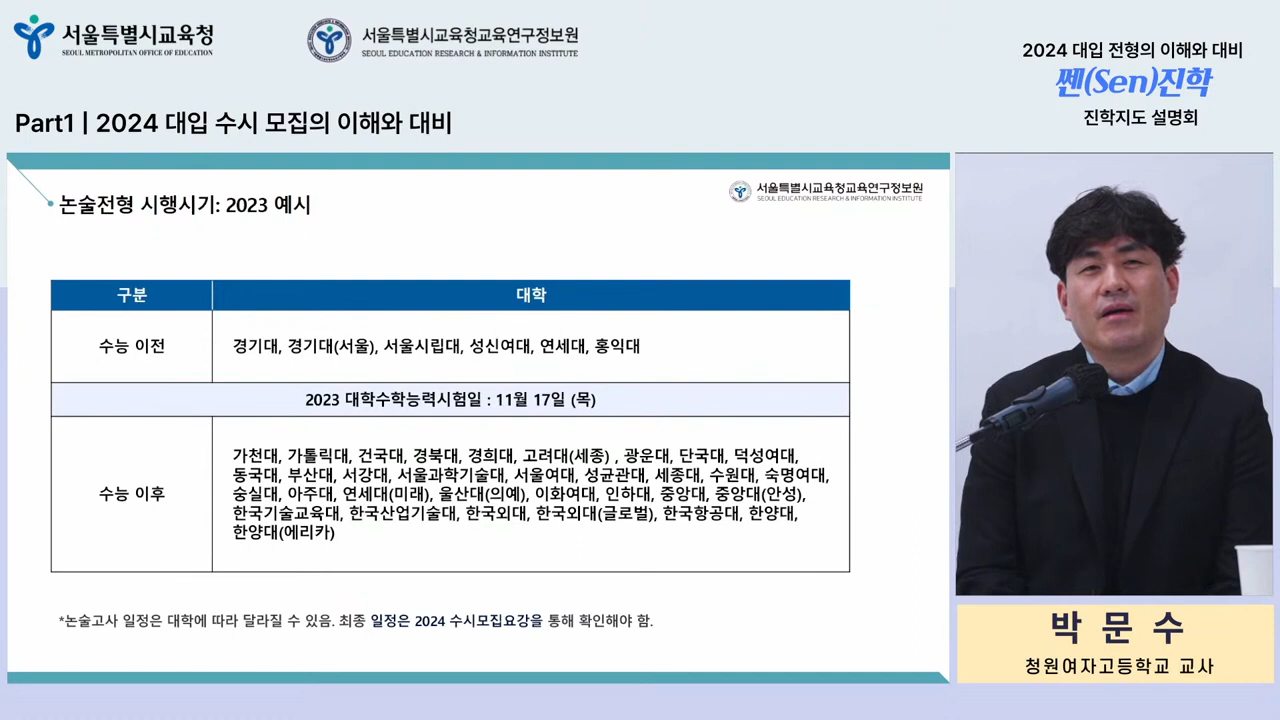 서울특별시교육청
SEOUL METROPOLITAN OFFICE OF EDUCATION
서울특별시교육청교육연구정보원
SEOUL EDUCATION RESEARCH & INFORMATION INSTITUTE
2024 대입 전형의 이해와 대비
쎈(Sen)진학
진학지도 설명회
Part1 | 2024 대입 수시 모집의 이해와 대비
논술전형 시행시기: 2023 예시
서울특별시교육청교육연구정보원
SEOUL EDUCATION RESEARCH & INFORMATION INSTITUTE
구분
대학
수능 이전
경기대, 경기대(서울), 서울시립대, 성신여대, 연세대, 홍익대
2023 대학수학능력시험일 : 11월 17일 (목)
수능 이후
가천대, 가톨릭대, 건국대, 경북대, 경희대, 고려대(세종) , 광운대, 단국대, 덕성여대,
동국대, 부산대, 서강대, 서울과학기술대, 서울여대, 성균관대, 세종대, 수원대, 숙명여대,
숭실대, 아주대, 연세대(미래), 울산대(의예), 이화여대, 인하대, 중앙대, 중앙대(안성),
한국기술교육대, 한국산업기술대, 한국외대, 한국외대(글로벌), 한국항공대, 한양대,
한양대(에리카)
*논술고사 일정은 대학에 따라 달라질 수 있음. 최종 일정은 2024 수시모집요강을 통해 확인해야 함.
박 문 수
청원여자고등학교 교사